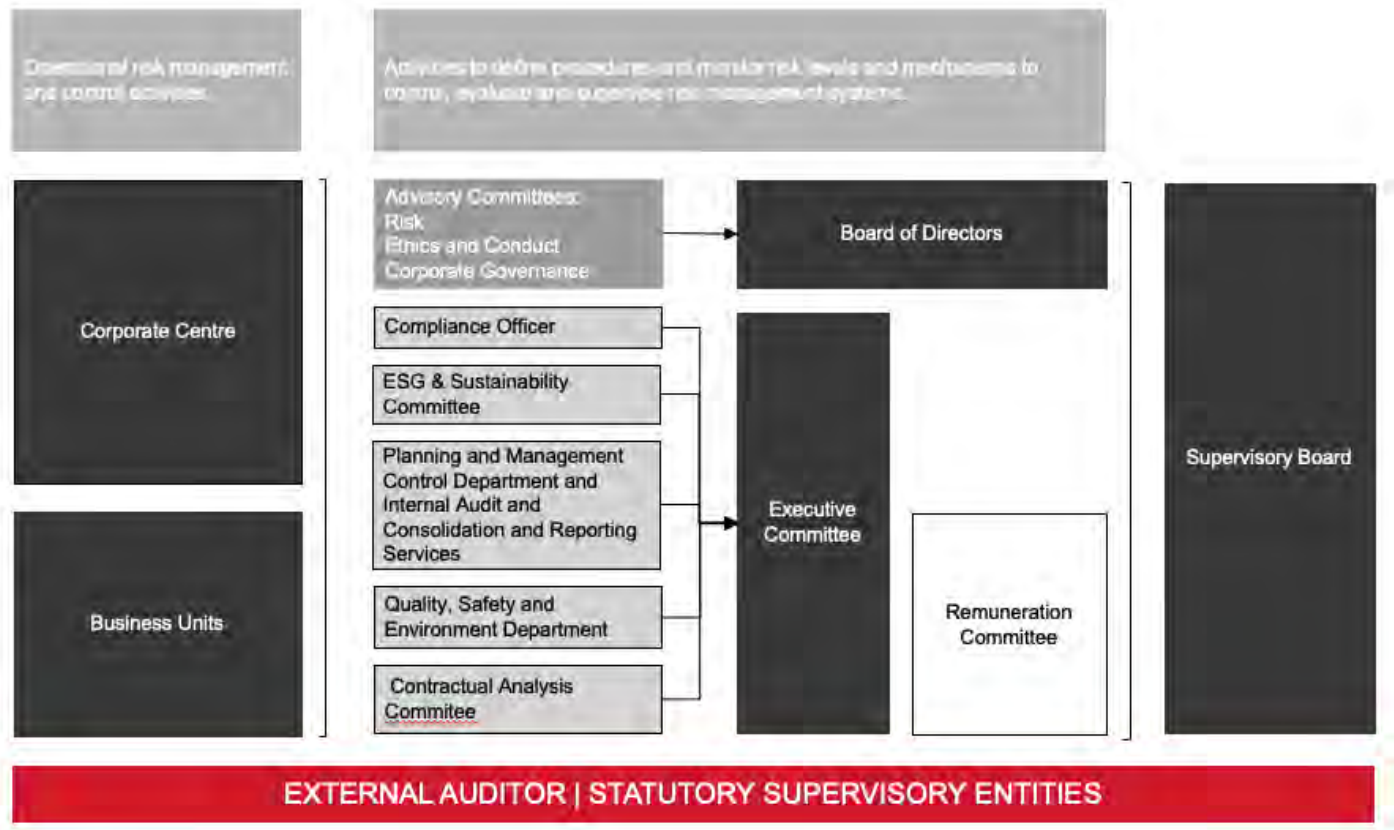 Operational risk management
and control activities.
Activities to define procedures and monitor risk levels and mechanisms to
control, evaluate and supervise risk management systems.
Corporate Centre
Business Units
Advisory Committees:
Risk
Ethics and Conduct
Corporate Governance
Board of Directors
Compliance Officer
ESG & Sustainability
Committee
Planning and Management
Control Department and
Internal Audit and
Consolidation and Reporting
Services
Quality, Safety and
Environment Department
Contractual Analysis
Commitee
Executive
Committee
Remuneration
Committee
Supervisory Board
EXTERNAL AUDITOR | STATUTORY SUPERVISORY ENTITIES